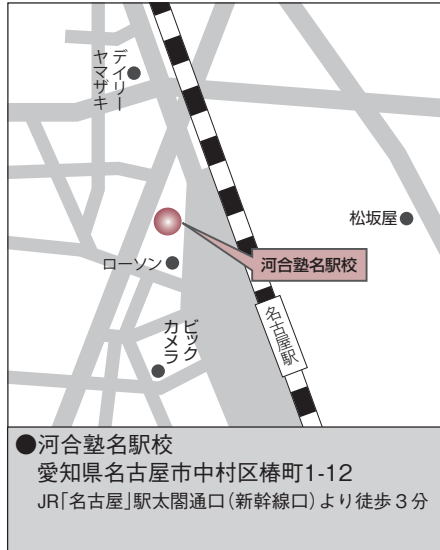 デイリー
ヤマザキ
松坂屋
河合塾名駅校
ローソン
名古屋駅
ビック
カメラ
●河合塾名駅校
愛知県名古屋市中村区椿町1-12
JR「名古屋」駅太閤通口(新幹線口)より徒歩3分